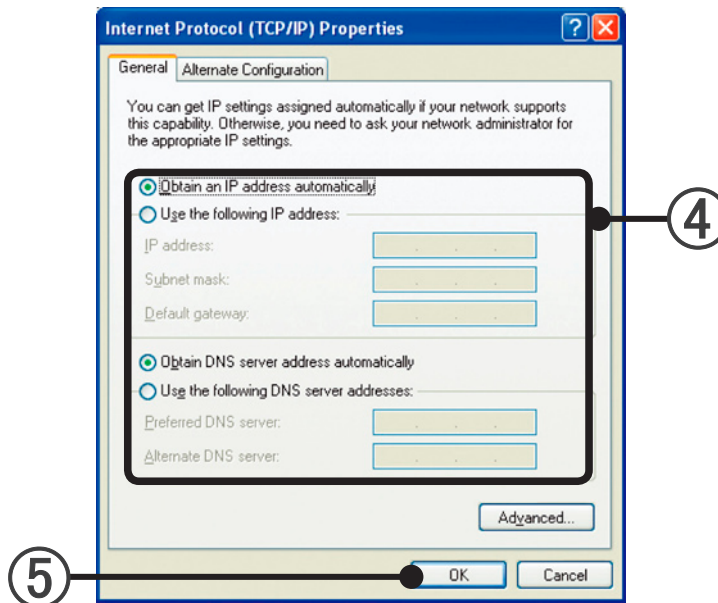 Internet Protocol (TCP/IP) Properties
General
Alternate Configuration
You can get IP settings assigned automatically if your network supports
this capability. Otherwise, you need to ask your network administrator for
the appropriate IP settings.
Obtain an IP address automatically
Use the following IP address:
IP address:
Subnet mask:
Default gateway:
④
Obtain DNS server address automatically
Use the following DNS server addresses:
Preferred DNS server:
Alternate DNS server:
Advanced...
⑤
OK
Cancel